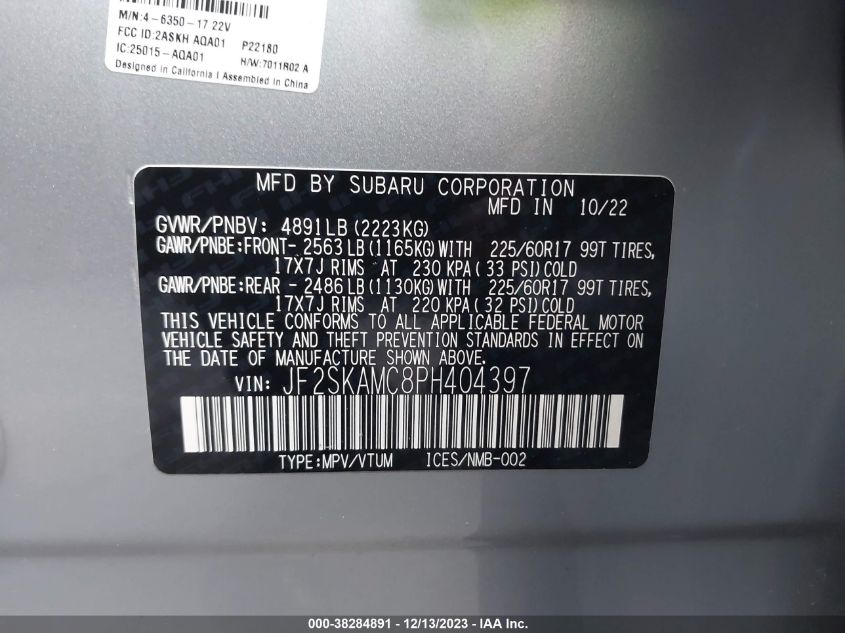 M/N:4-6350-17 22V
FCC ID:2ASKH AQA01 P22180
IC:25015-AQA01 H/W:7011R02 A
Designed in California I Assembled in China
MFD BY SUBARU CORPORATION
MFD IN 10/22
GVWR/PNBV: 4891LB (2223KG)
GAWR/PNBE:FRONT- 2563LB (1165KG)WITH 225/60R17 99T TIRES,
17X7J RIMS AT 230 KPA( 33 PSI)COLD
GAWR/PNBE:REAR - 2486LB (1130KG)WITH 225/60R17 99T TIRES,
17X7J RIMS AT 220 KPA( 32 PSI)COLD
THIS VEHICLE CONFORMS TO ALL APPLICABLE FEDERAL MOTOR
VEHICLE SAFETY AND THEFT PREVENTION STANDARDS IN EFFECT ON
THE DATE OF MANUFACTURE SHOWN ABOVE.
VIN: JF2SKAMC8PH404397
TYPE:MPV/VTUM ICES/NMB-002
000-38284891 - 12/13/2023 - IAA Inc.